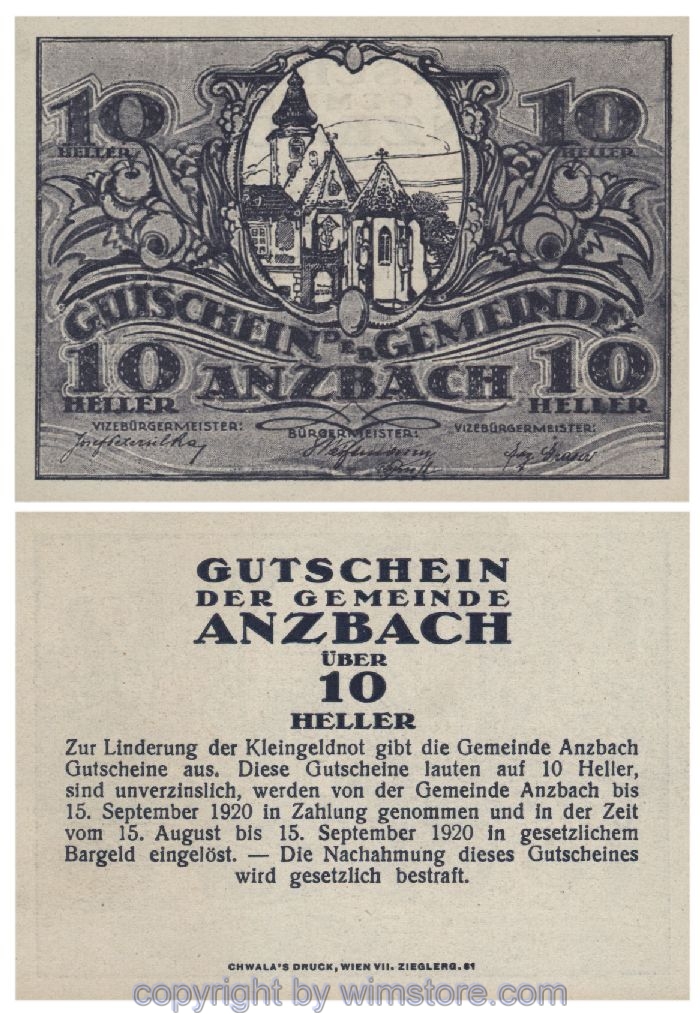 10 10
HELLER HELLER
GUTSCHEIN DER GEMEINDE
10 ANZBACH 10
HELLER HELLER
VIZEBÜRGERMEISTER: BÜRGERMEISTER: VIZEBÜRGERMEISTER:
GUTSCHEIN
DER GEMEINDE
ANZBACH
ÜBER
10
HELLER
Zur Linderung der Kleingeldnot gibt die Gemeinde Anzbach
Gutscheine aus. Diese Gutscheine lauten auf 10 Heller,
sind unverzinslich, werden von der Gemeinde Anzbach bis
15. September 1920 in Zahlung genommen und in der Zeit
vom 15. August bis 15. September 1920 in gesetzlichem
Bargeld eingelöst. — Die Nachahmung dieses Gutscheines
wird gesetzlich bestraft.
CHWALA'S DRUCK, WIEN VII. ZIEGLERG. 61
copyright by wimstore.com